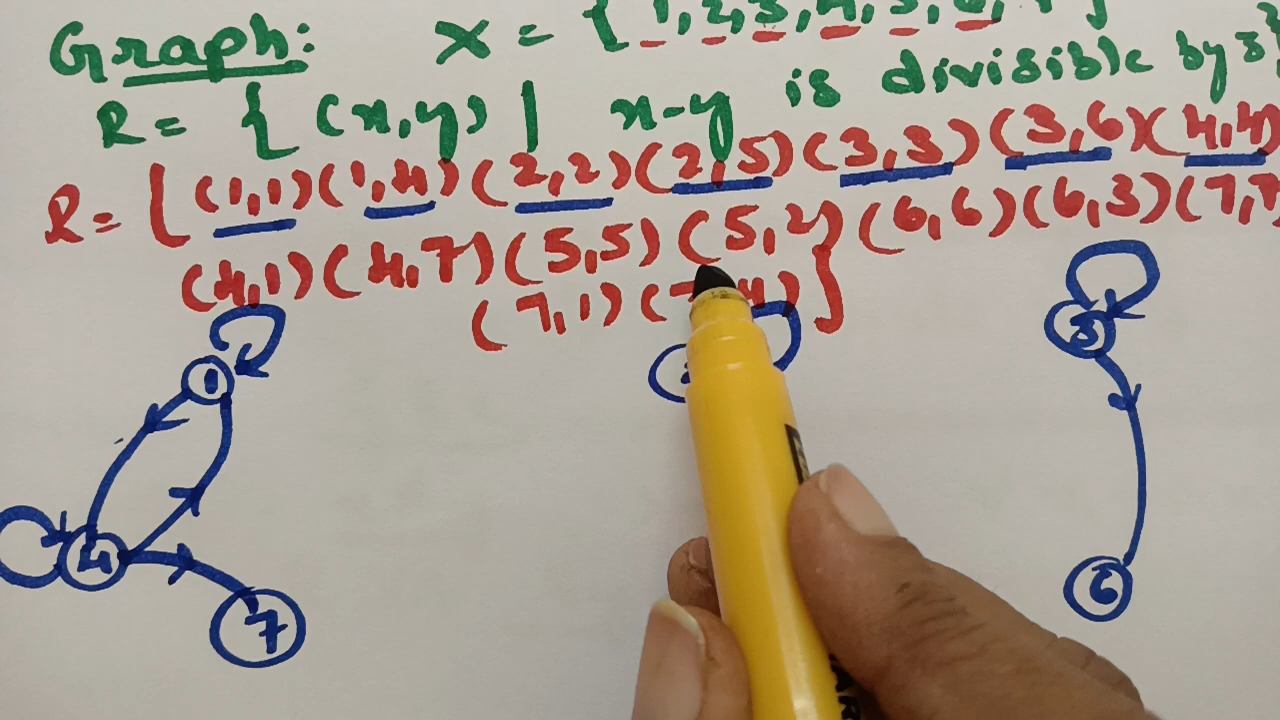 Graph: X = {1,2,3,4,5,6,7}
R = {(x,y) | x-y is divisible by 3}
R = {(1,1)(1,4)(2,2)(2,5)(3,3)(3,6)(4,4)
(4,1)(4,7)(5,5)(5,2)(6,6)(6,3)(7,7)
(7,1)(7,4)}
1
3
4
7
6